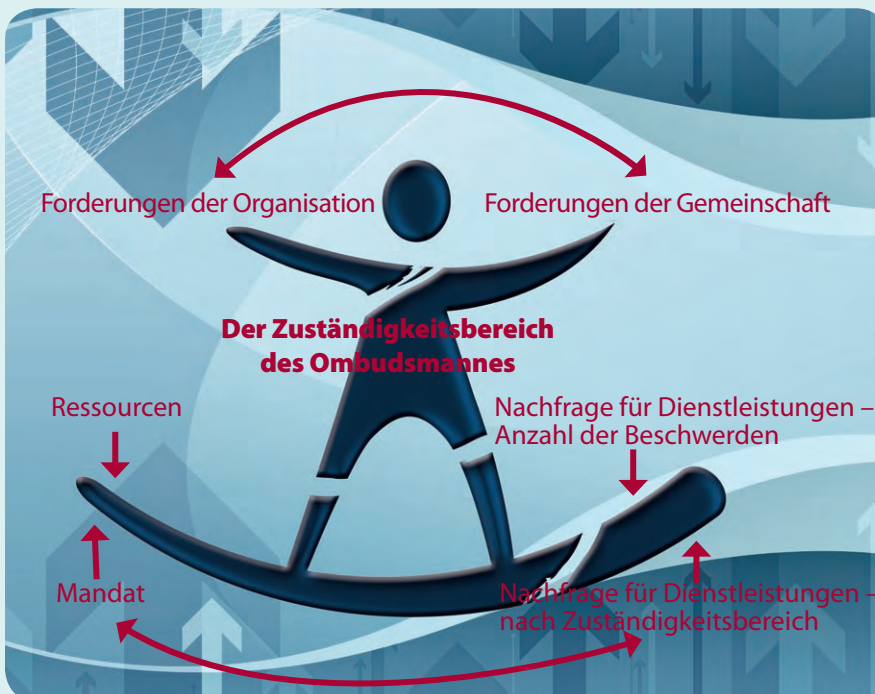 Forderungen der Organisation
Forderungen der Gemeinschaft
Der Zuständigkeitsbereich
des Ombudsmannes
Ressourcen
Nachfrage für Dienstleistungen –
Anzahl der Beschwerden
Mandat
Nachfrage für Dienstleistungen –
nach Zuständigkeitsbereich